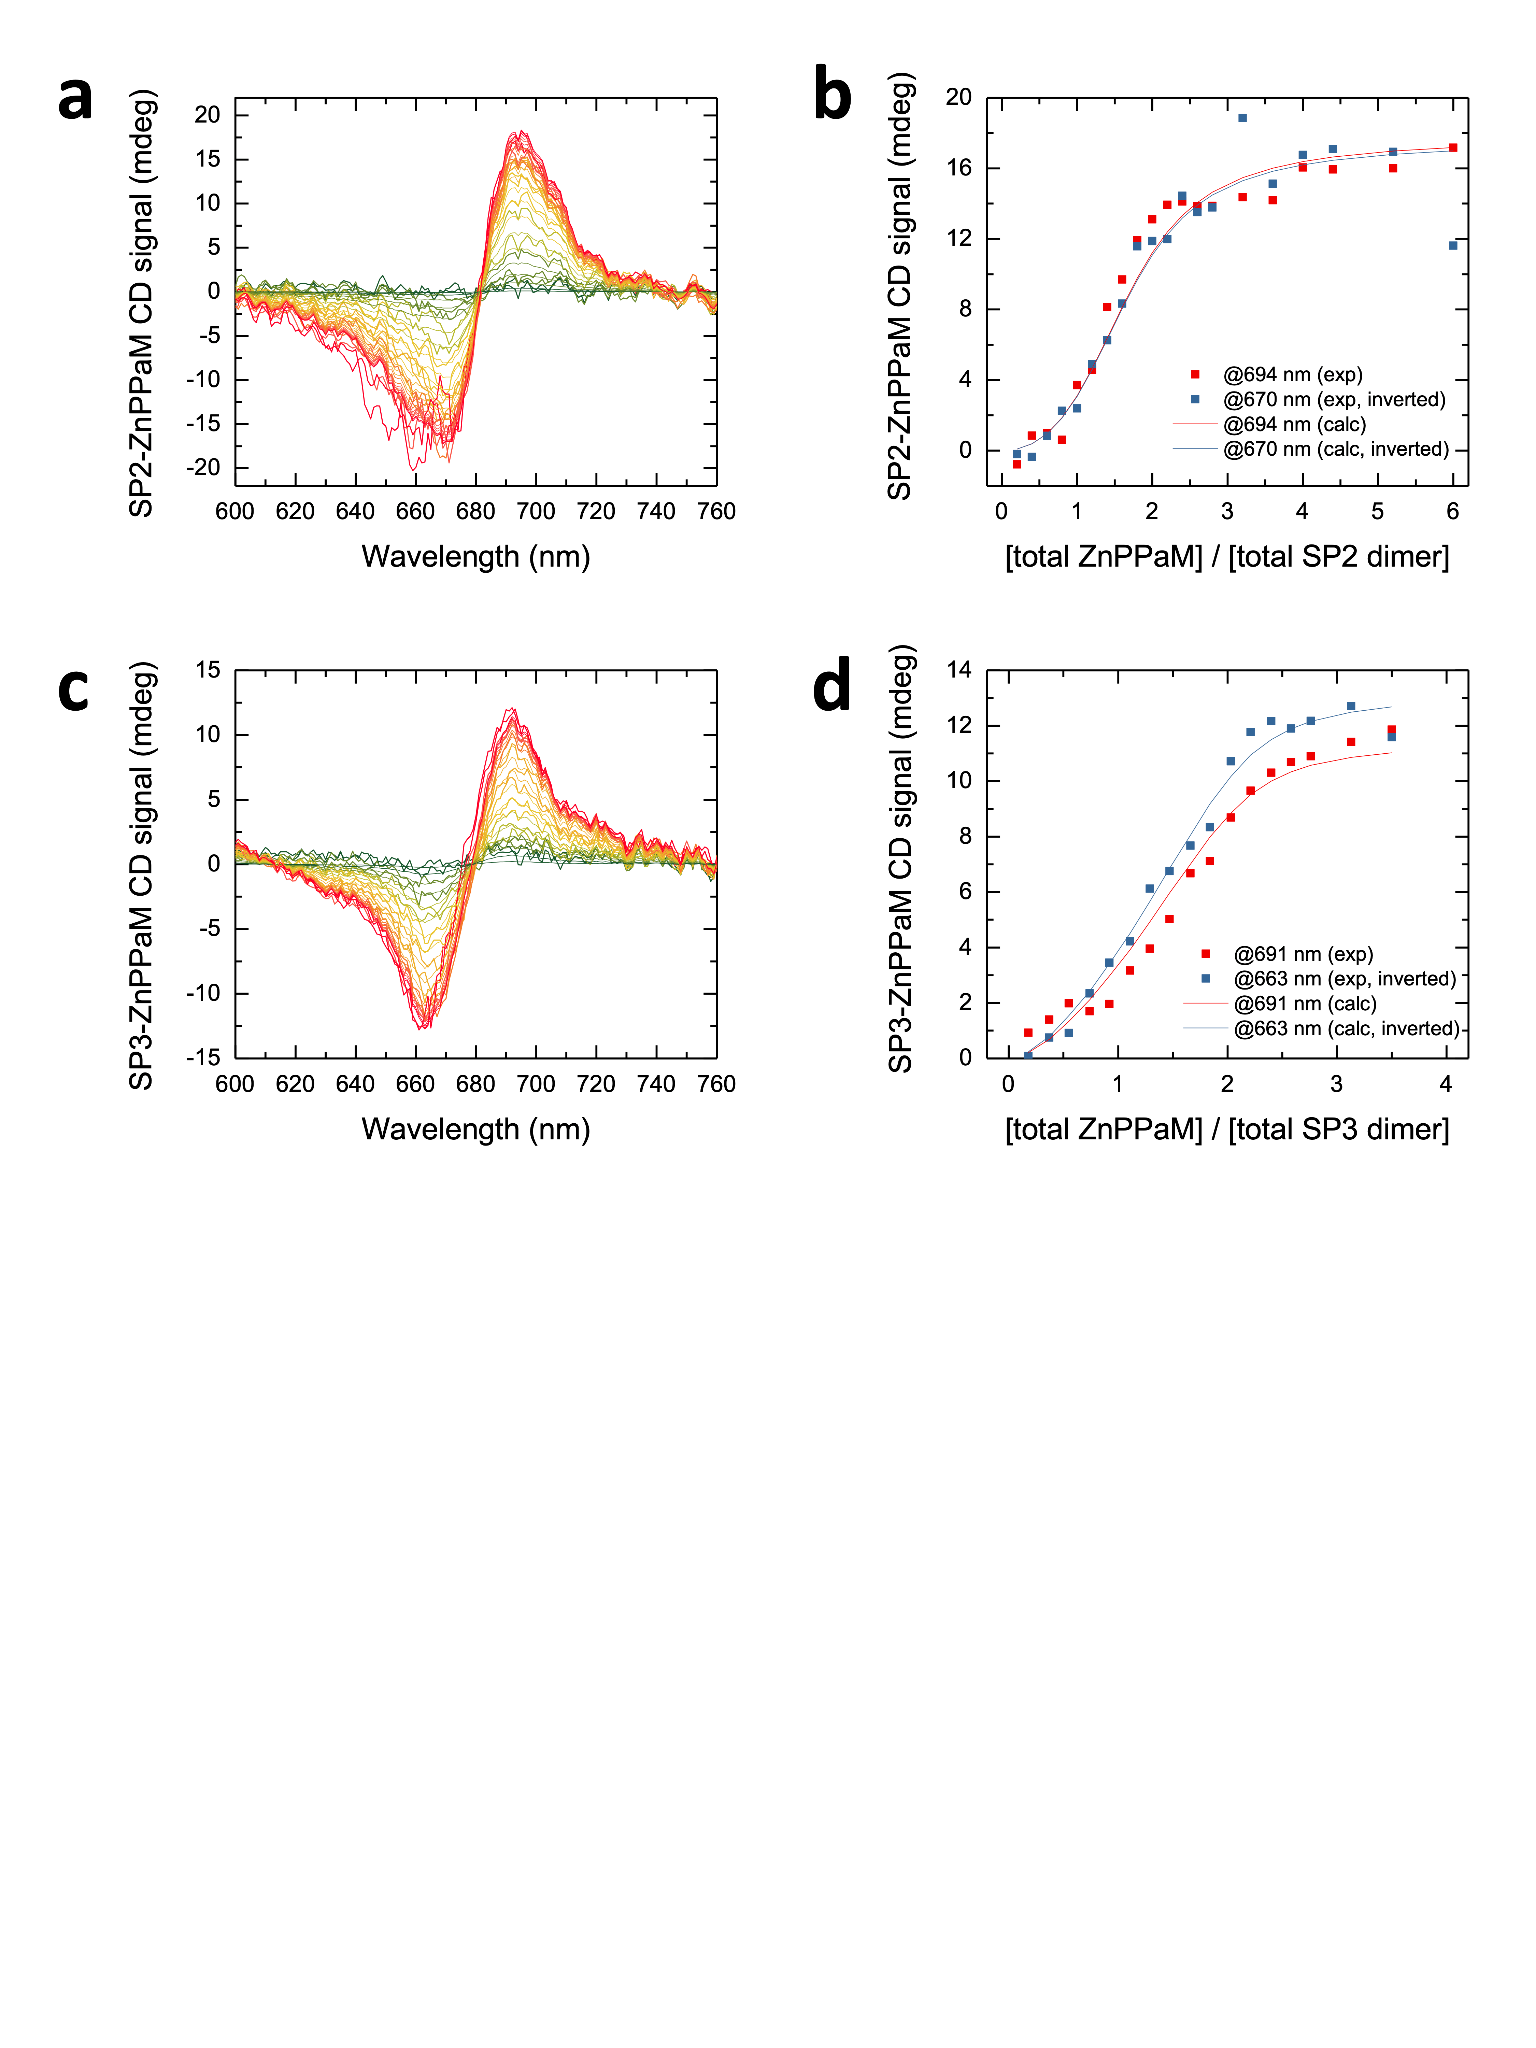 a
SP2-ZnPPaM CD signal (mdeg)
20
15
10
5
0
-5
-10
-15
-20
600 620 640 660 680 700 720 740 760
Wavelength (nm)
b
SP2-ZnPPaM CD signal (mdeg)
20
16
12
8
4
0
@694 nm (exp)
@670 nm (exp, inverted)
@694 nm (calc)
@670 nm (calc, inverted)
0 1 2 3 4 5 6
[total ZnPPaM] / [total SP2 dimer]
c
SP3-ZnPPaM CD signal (mdeg)
15
10
5
0
-5
-10
-15
600 620 640 660 680 700 720 740 760
Wavelength (nm)
d
SP3-ZnPPaM CD signal (mdeg)
14
12
10
8
6
4
2
0
@691 nm (exp)
@663 nm (exp, inverted)
@691 nm (calc)
@663 nm (calc, inverted)
0 1 2 3 4
[total ZnPPaM] / [total SP3 dimer]